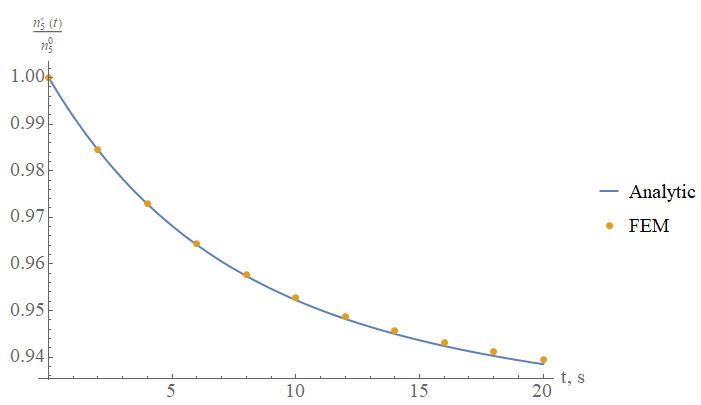 n₅*(t)
n₅⁰
1.00
0.99
0.98
0.97
0.96
0.95
0.94
5
10
15
20
t, s
Analytic
FEM